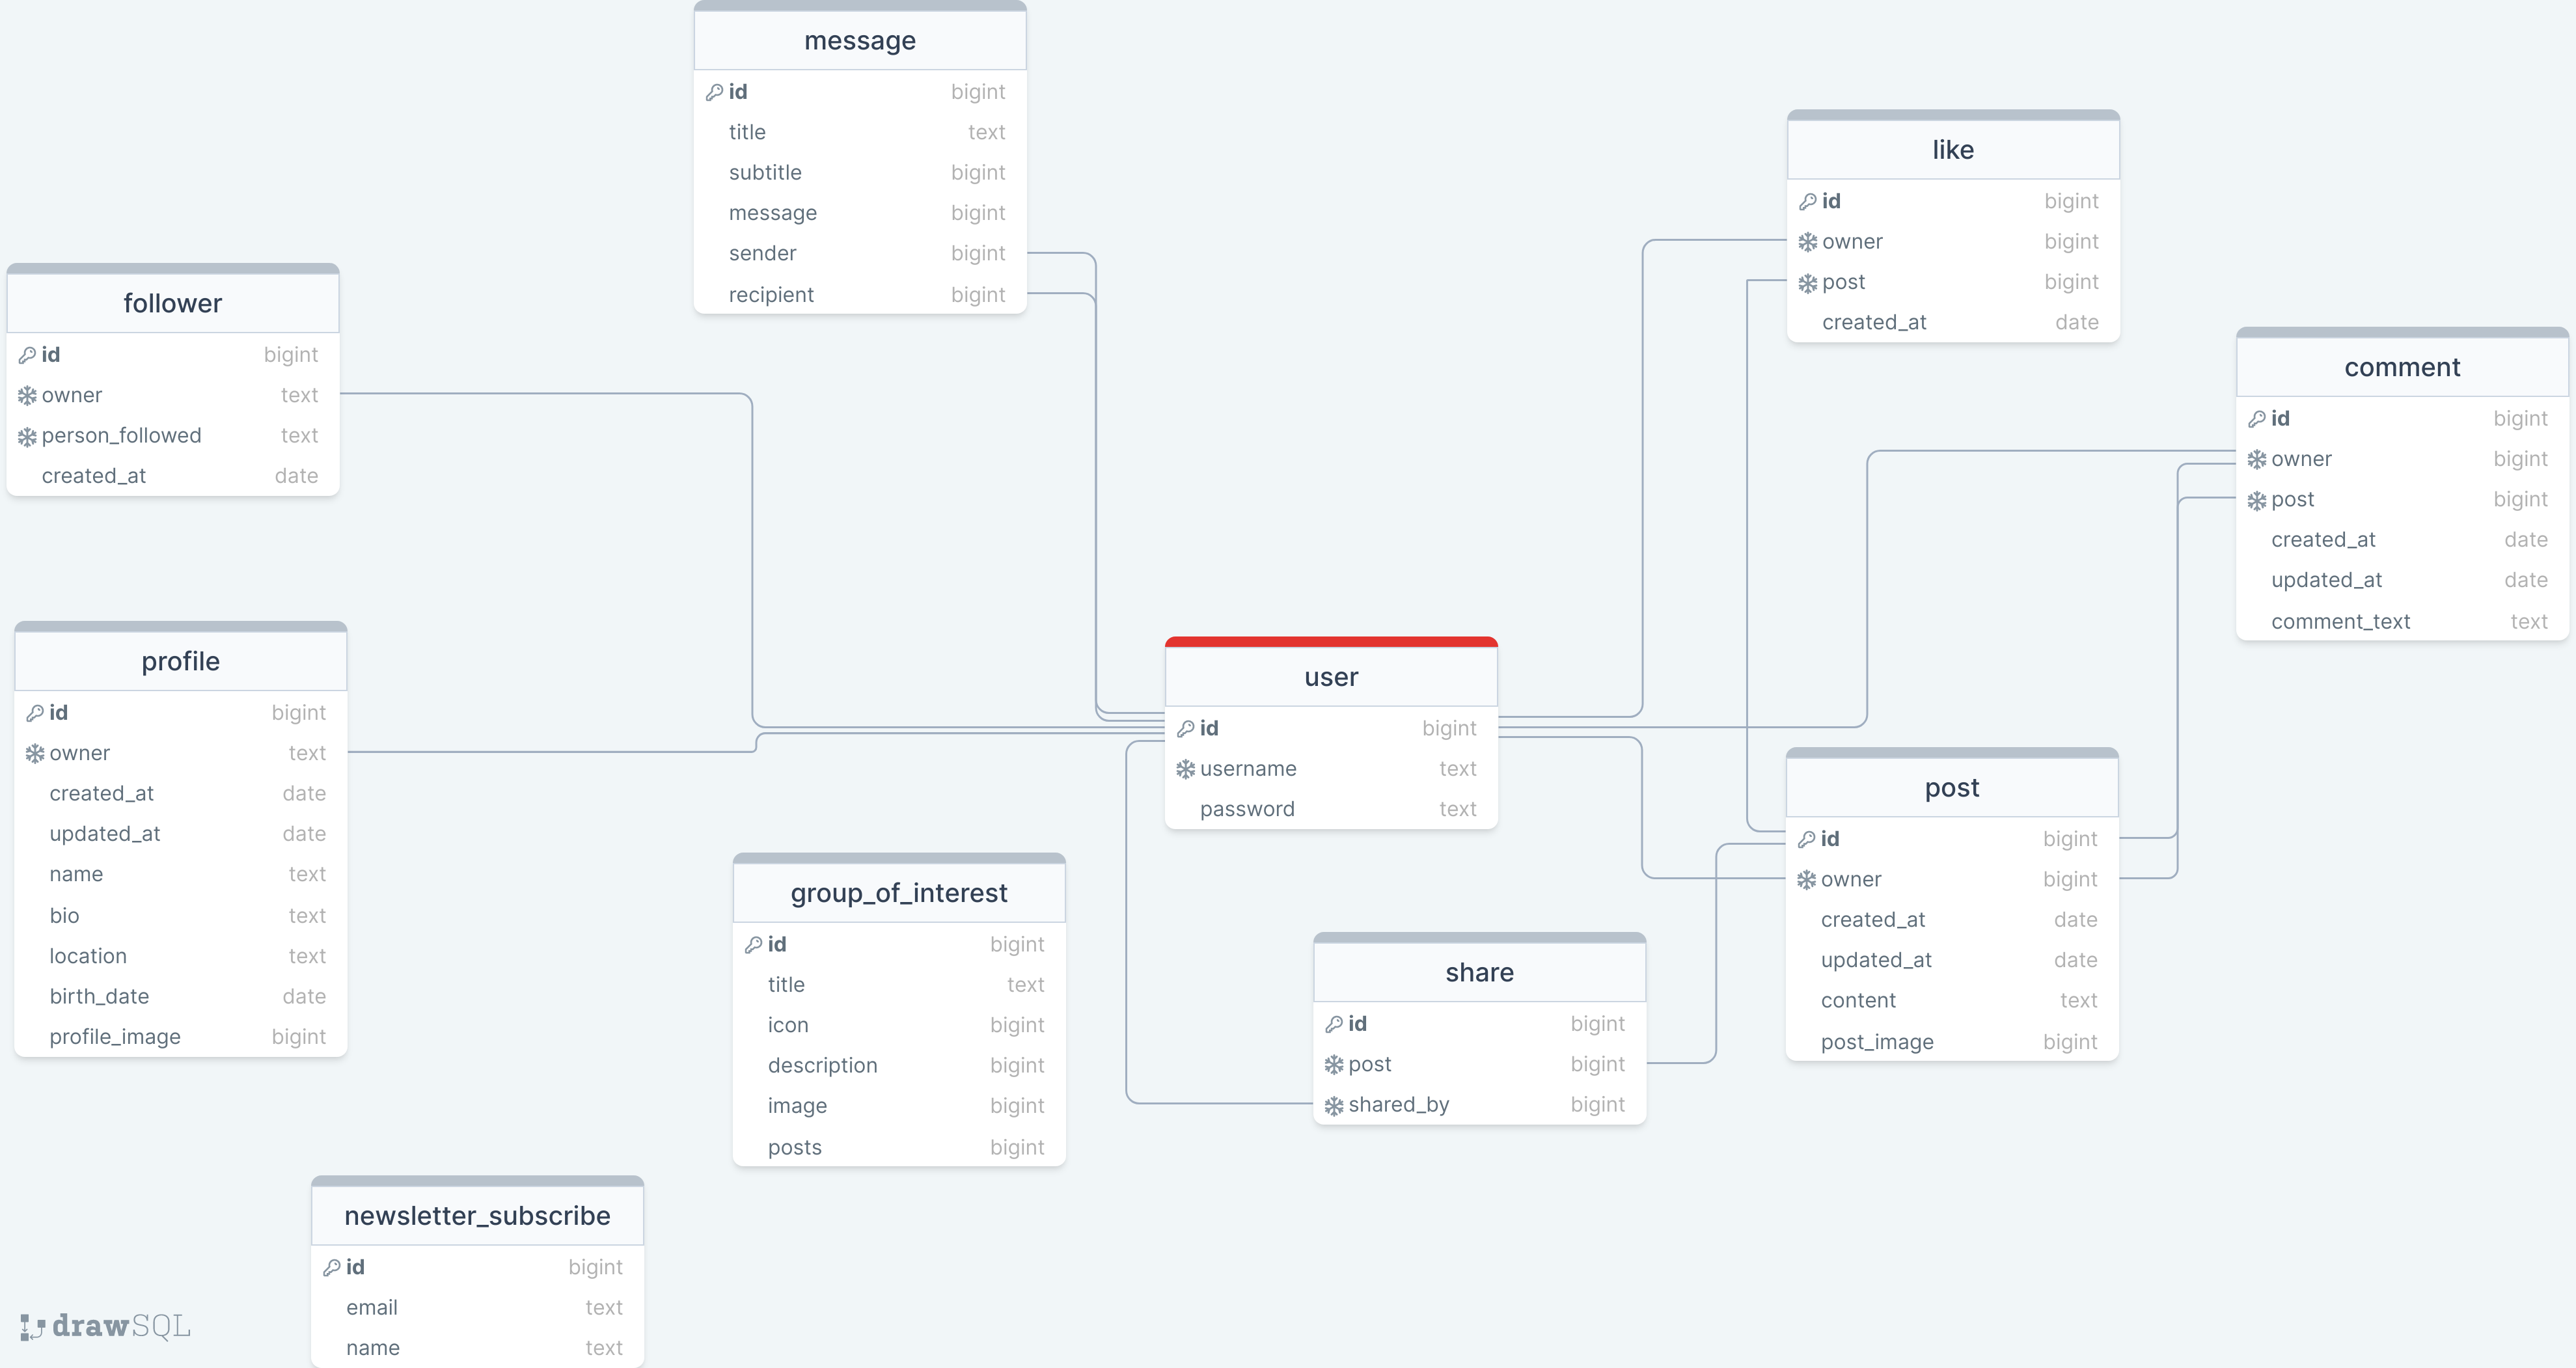 message
id bigint
title text
subtitle bigint
message bigint
sender bigint
recipient bigint
like
id bigint
owner bigint
post bigint
created_at date
follower
id bigint
owner text
person_followed text
created_at date
comment
id bigint
owner bigint
post bigint
created_at date
updated_at date
comment_text text
profile
id bigint
owner text
created_at date
updated_at date
name text
bio text
location text
birth_date date
profile_image bigint
user
id bigint
username text
password text
post
id bigint
owner bigint
created_at date
updated_at date
content text
post_image bigint
group_of_interest
id bigint
title text
icon bigint
description bigint
image bigint
posts bigint
share
id bigint
post bigint
shared_by bigint
newsletter_subscribe
id bigint
email text
name text
drawSQL